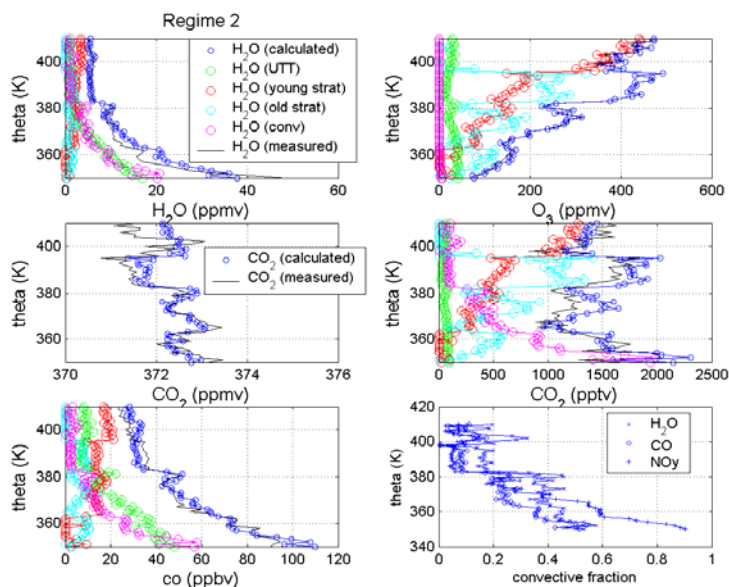 Regime 2
theta (K)
400
380
360
0
20
40
60
H2O (ppmv)
H2O (calculated)
H2O (UTT)
H2O (young strat)
H2O (old strat)
H2O (conv)
H2O (measured)
theta (K)
400
380
360
0
200
400
600
O3 (ppmv)
theta (K)
400
380
360
370
372
374
376
CO2 (ppmv)
CO2 (calculated)
CO2 (measured)
theta (K)
400
380
360
0
500
1000
1500
2000
2500
CO2 (pptv)
theta (K)
400
380
360
0
20
40
60
80
100
120
co (ppbv)
theta (K)
420
400
380
360
340
0
0.2
0.4
0.6
0.8
1
convective fraction
H2O
CO
NOy